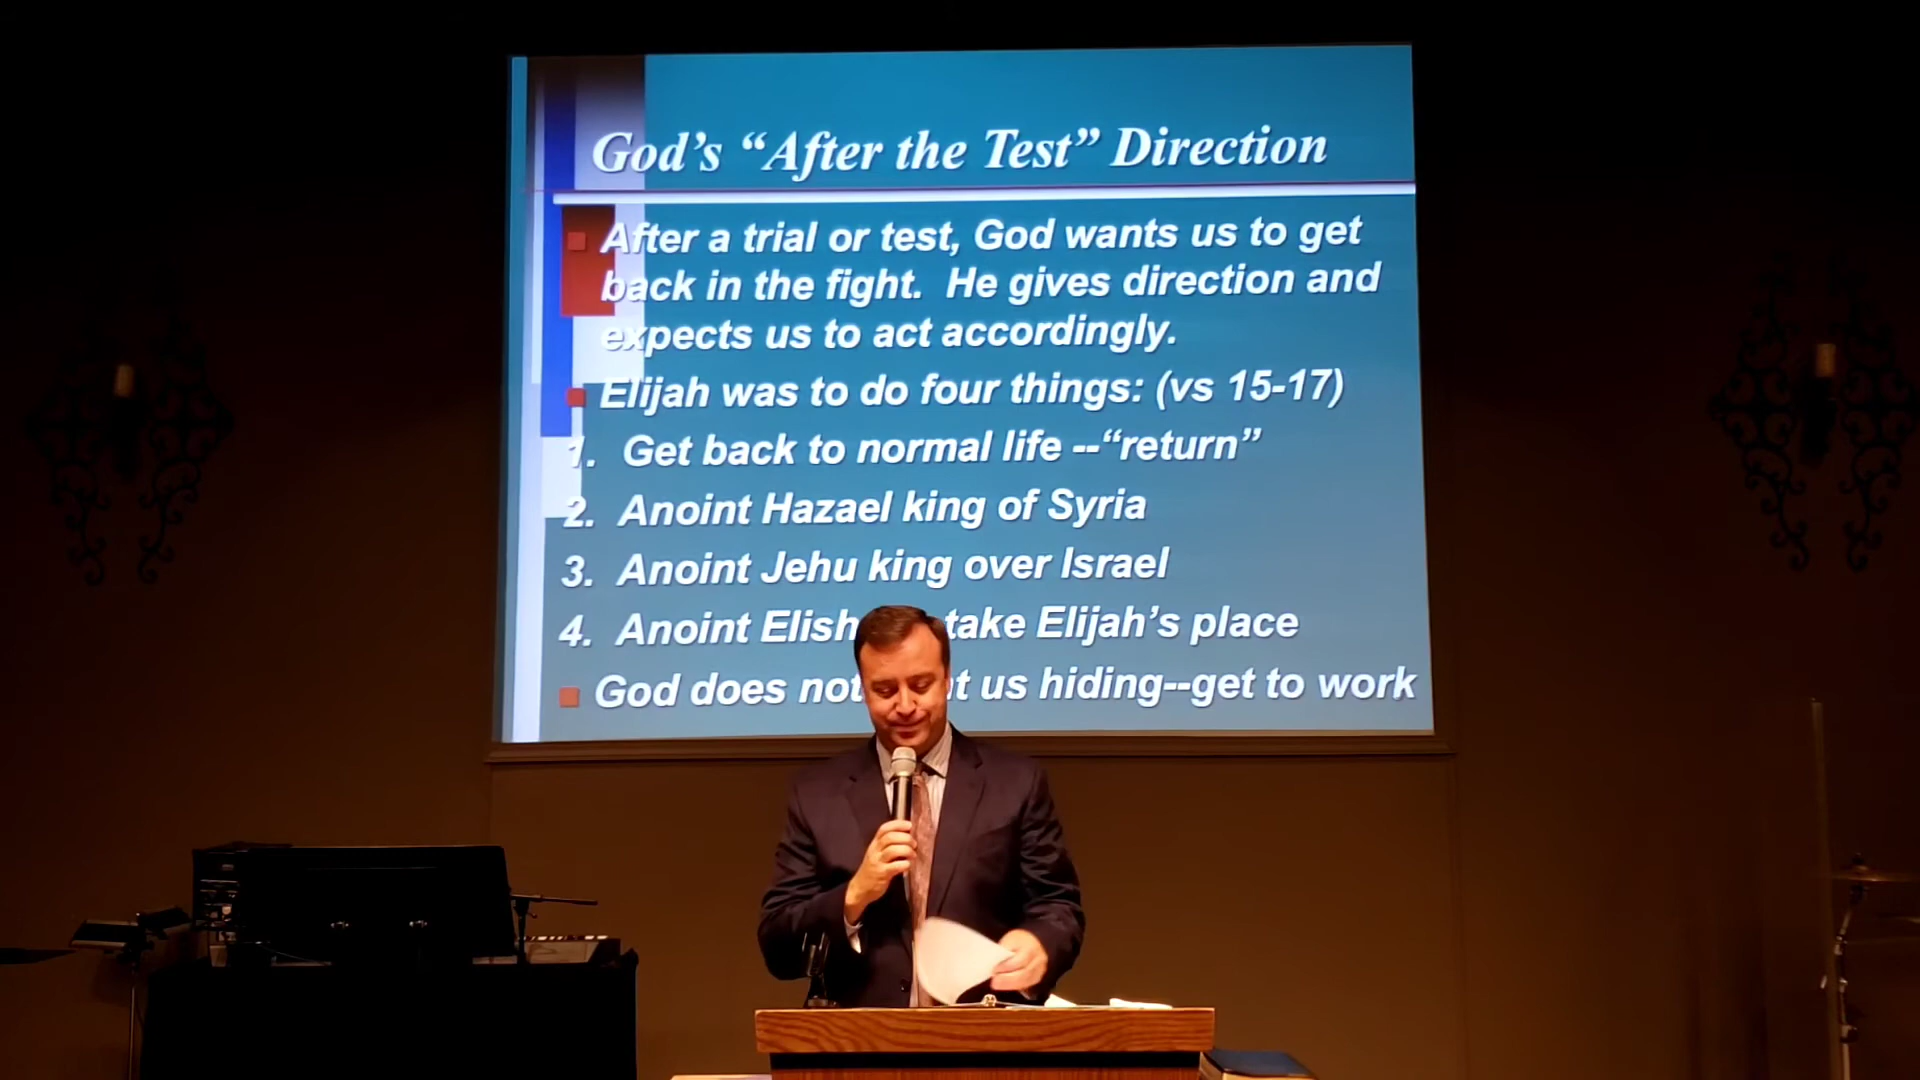 God's “After the Test” Direction
After a trial or test, God wants us to get
back in the fight. He gives direction and
expects us to act accordingly.
Elijah was to do four things: (vs 15-17)
1. Get back to normal life --“return”
2. Anoint Hazael king of Syria
3. Anoint Jehu king over Israel
4. Anoint Elish take Elijah's place
God does not us hiding--get to work